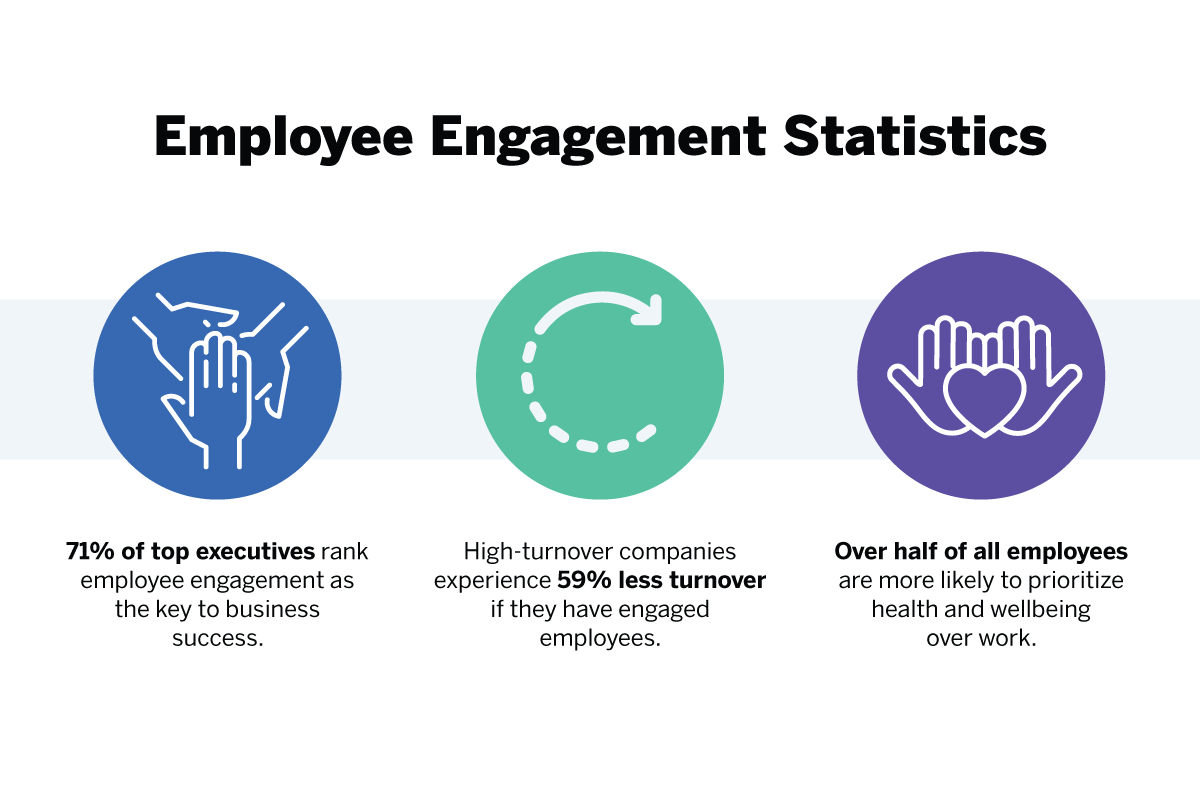 Employee Engagement Statistics
71% of top executives rank
employee engagement as
the key to business
success.
High-turnover companies
experience 59% less turnover
if they have engaged
employees.
Over half of all employees
are more likely to prioritize
health and wellbeing
over work.